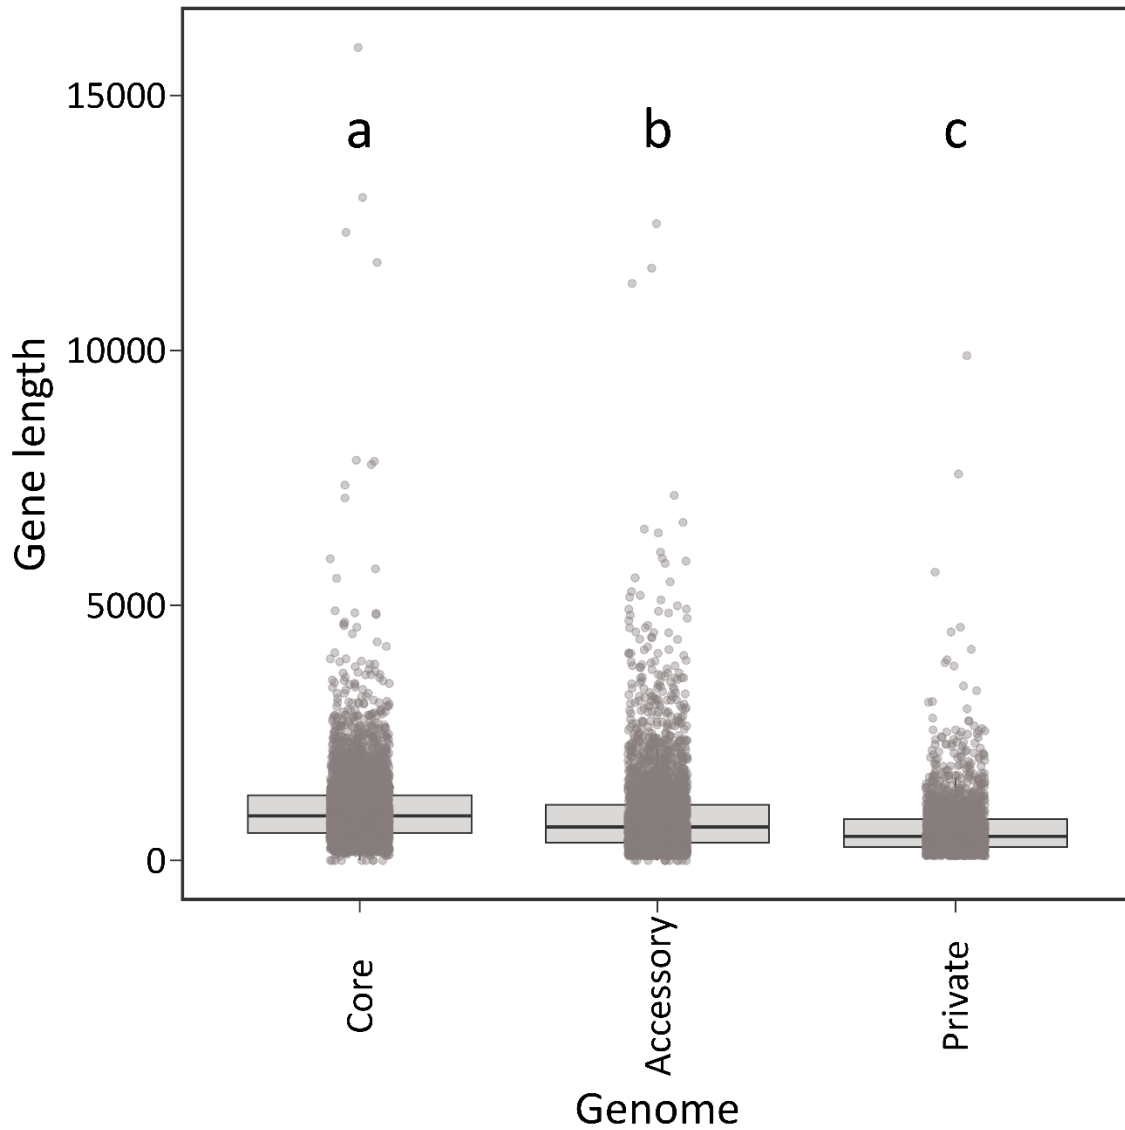 15000
a
b
c
10000
5000
0
Gene length
Core
Accessory
Private
Genome